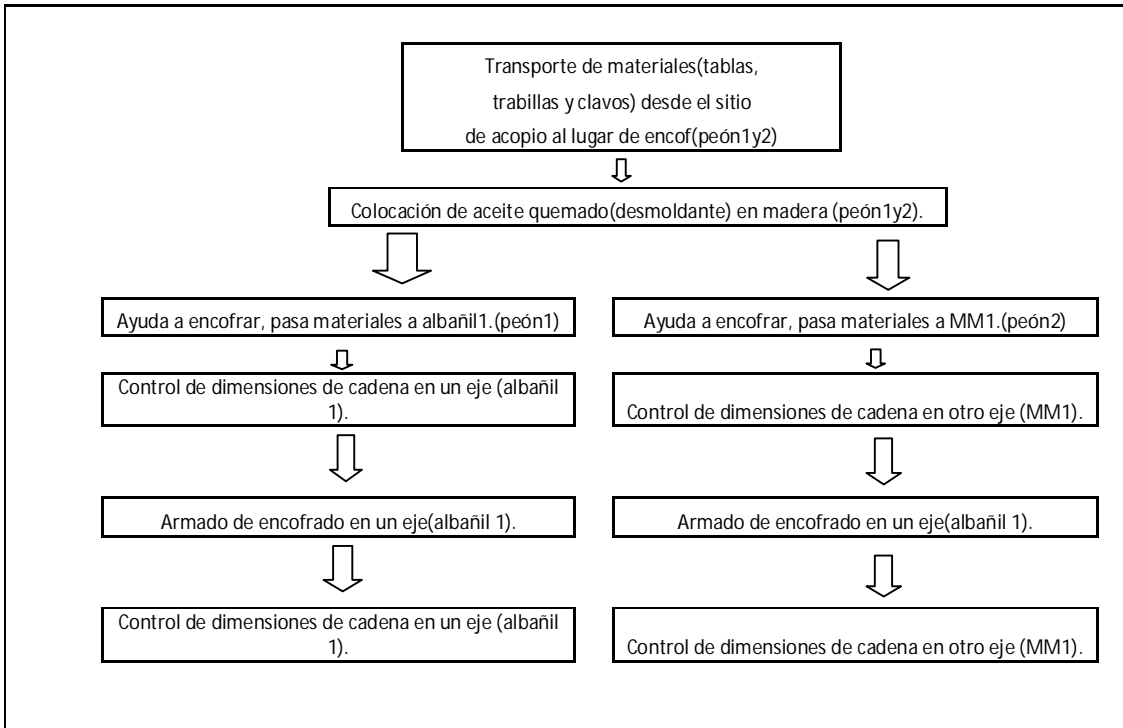 Transporte de materiales(tablas,
trabillas y clavos) desde el sitio
de acopio al lugar de encof(peón1y2)
Colocación de aceite quemado(desmoldante) en madera (peón1y2).
Ayuda a encofrar, pasa materiales a albañil1.(peón1)
Ayuda a encofrar, pasa materiales a MM1.(peón2)
Control de dimensiones de cadena en un eje (albañil
1).
Control de dimensiones de cadena en otro eje (MM1).
Armado de encofrado en un eje(albañil 1).
Armado de encofrado en un eje(albañil 1).
Control de dimensiones de cadena en un eje (albañil
1).
Control de dimensiones de cadena en otro eje (MM1).